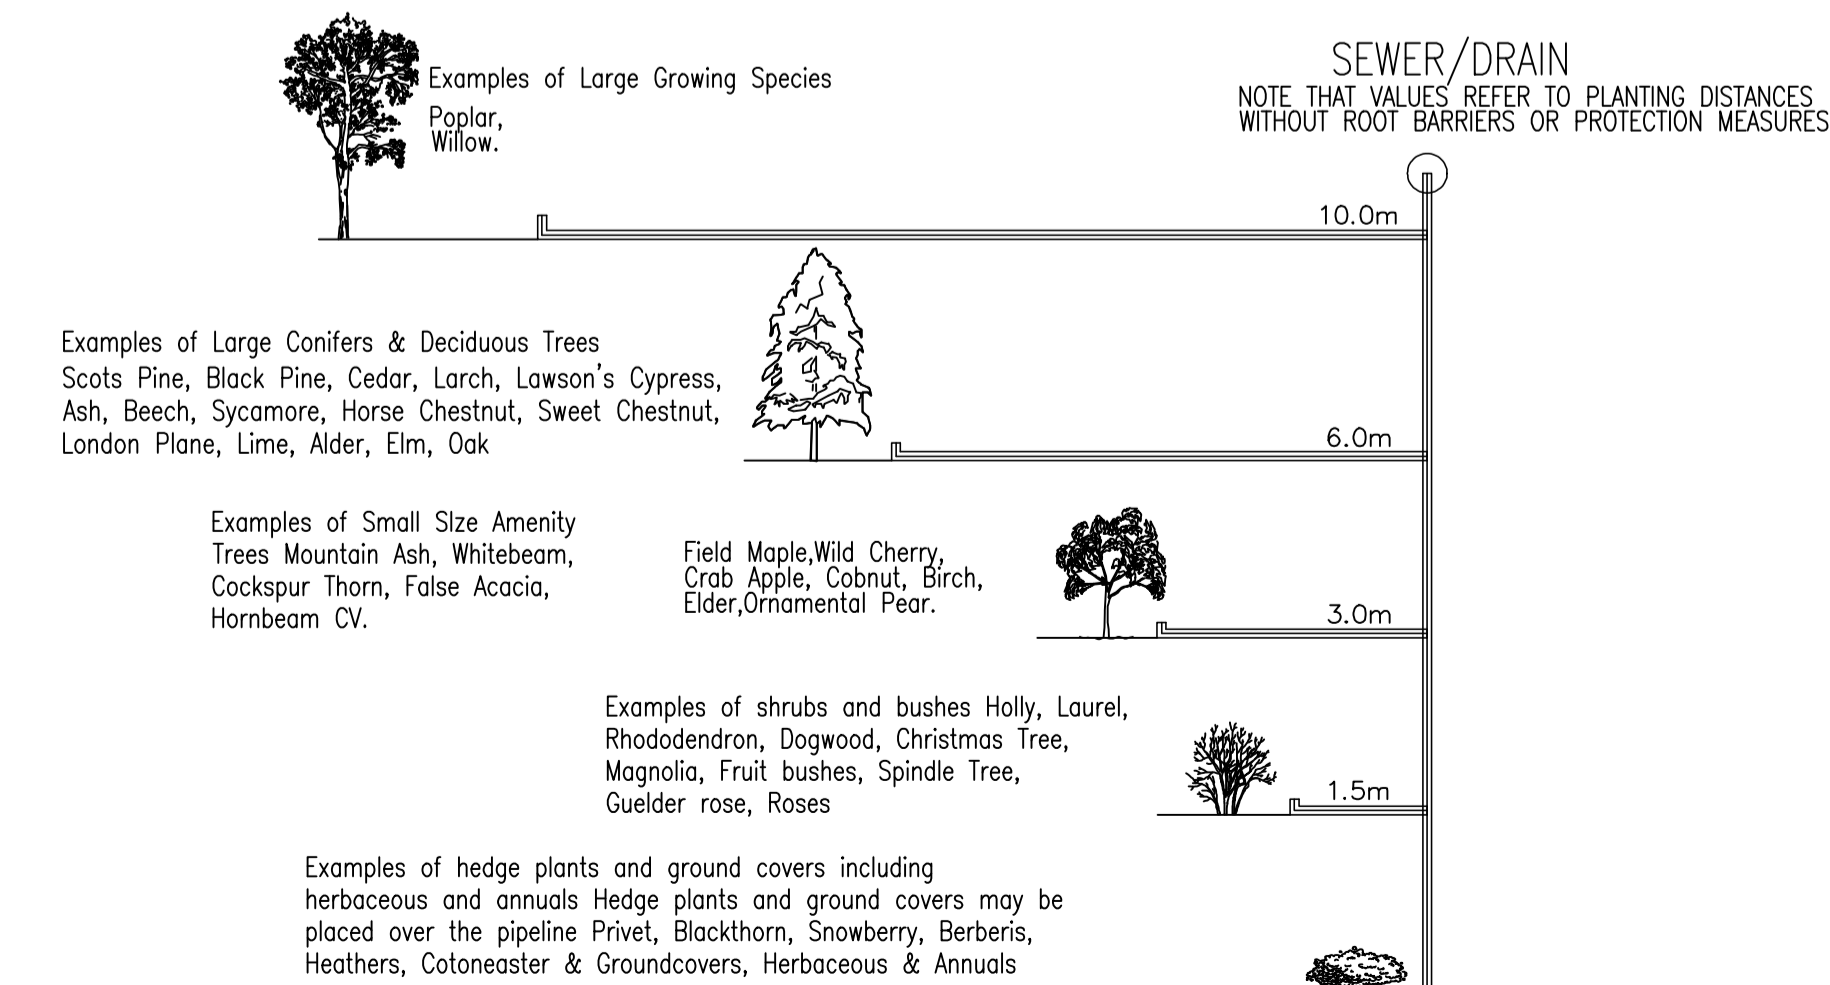 Examples of Large Growing Species
Poplar,
Willow.
SEWER/DRAIN
NOTE THAT VALUES REFER TO PLANTING DISTANCES
WITHOUT ROOT BARRIERS OR PROTECTION MEASURES
10.0m
Examples of Large Conifers & Deciduous Trees
Scots Pine, Black Pine, Cedar, Larch, Lawson's Cypress,
Ash, Beech, Sycamore, Horse Chestnut, Sweet Chestnut,
London Plane, Lime, Alder, Elm, Oak
6.0m
Examples of Small SIze Amenity
Trees Mountain Ash, Whitebeam,
Cockspur Thorn, False Acacia,
Hornbeam CV.
Field Maple,Wild Cherry,
Crab Apple, Cobnut, Birch,
Elder,Ornamental Pear.
3.0m
Examples of shrubs and bushes Holly, Laurel,
Rhododendron, Dogwood, Christmas Tree,
Magnolia, Fruit bushes, Spindle Tree,
Guelder rose, Roses
1.5m
Examples of hedge plants and ground covers including
herbaceous and annuals Hedge plants and ground covers may be
placed over the pipeline Privet, Blackthorn, Snowberry, Berberis,
Heathers, Cotoneaster & Groundcovers, Herbaceous & Annuals